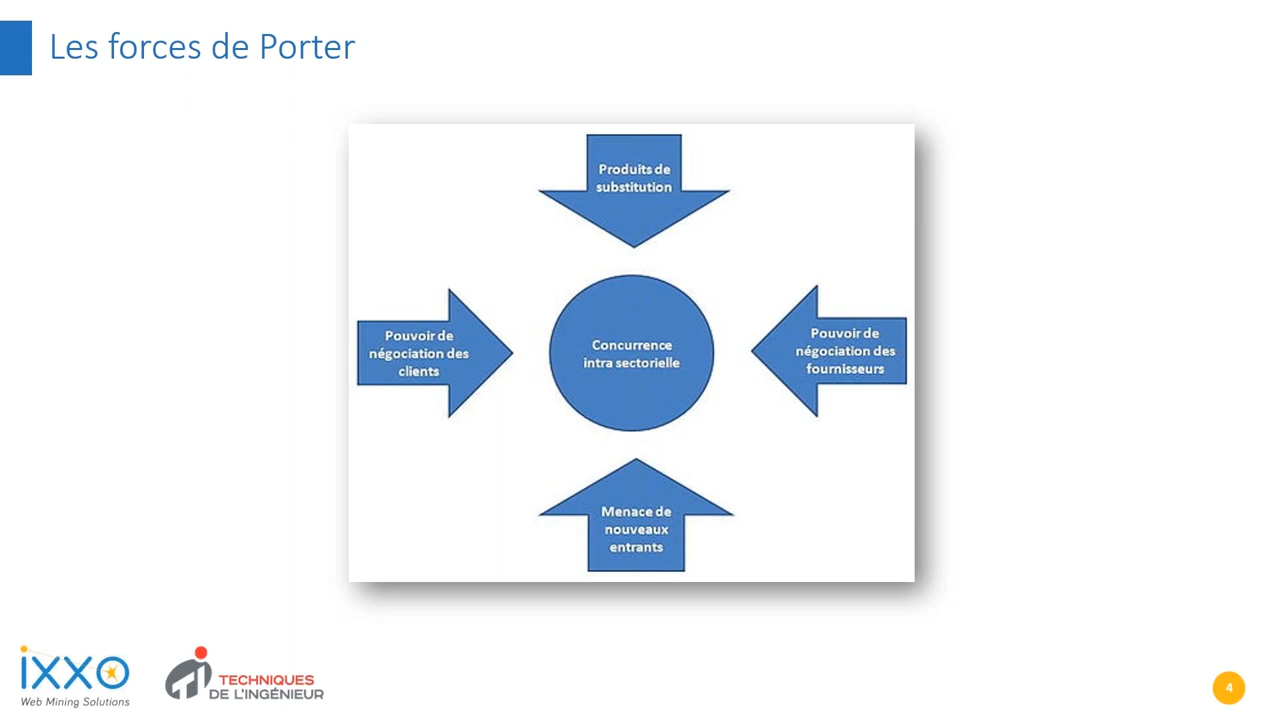 Les forces de Porter
Produits de
substitution
Pouvoir de
négociation des
clients
Concurrence
intra sectorielle
Pouvoir de
négociation des
fournisseurs
Menace de
nouveaux
entrants
ixxo
Web Mining Solutions
TECHNIQUES
DE L'INGÉNIEUR
4